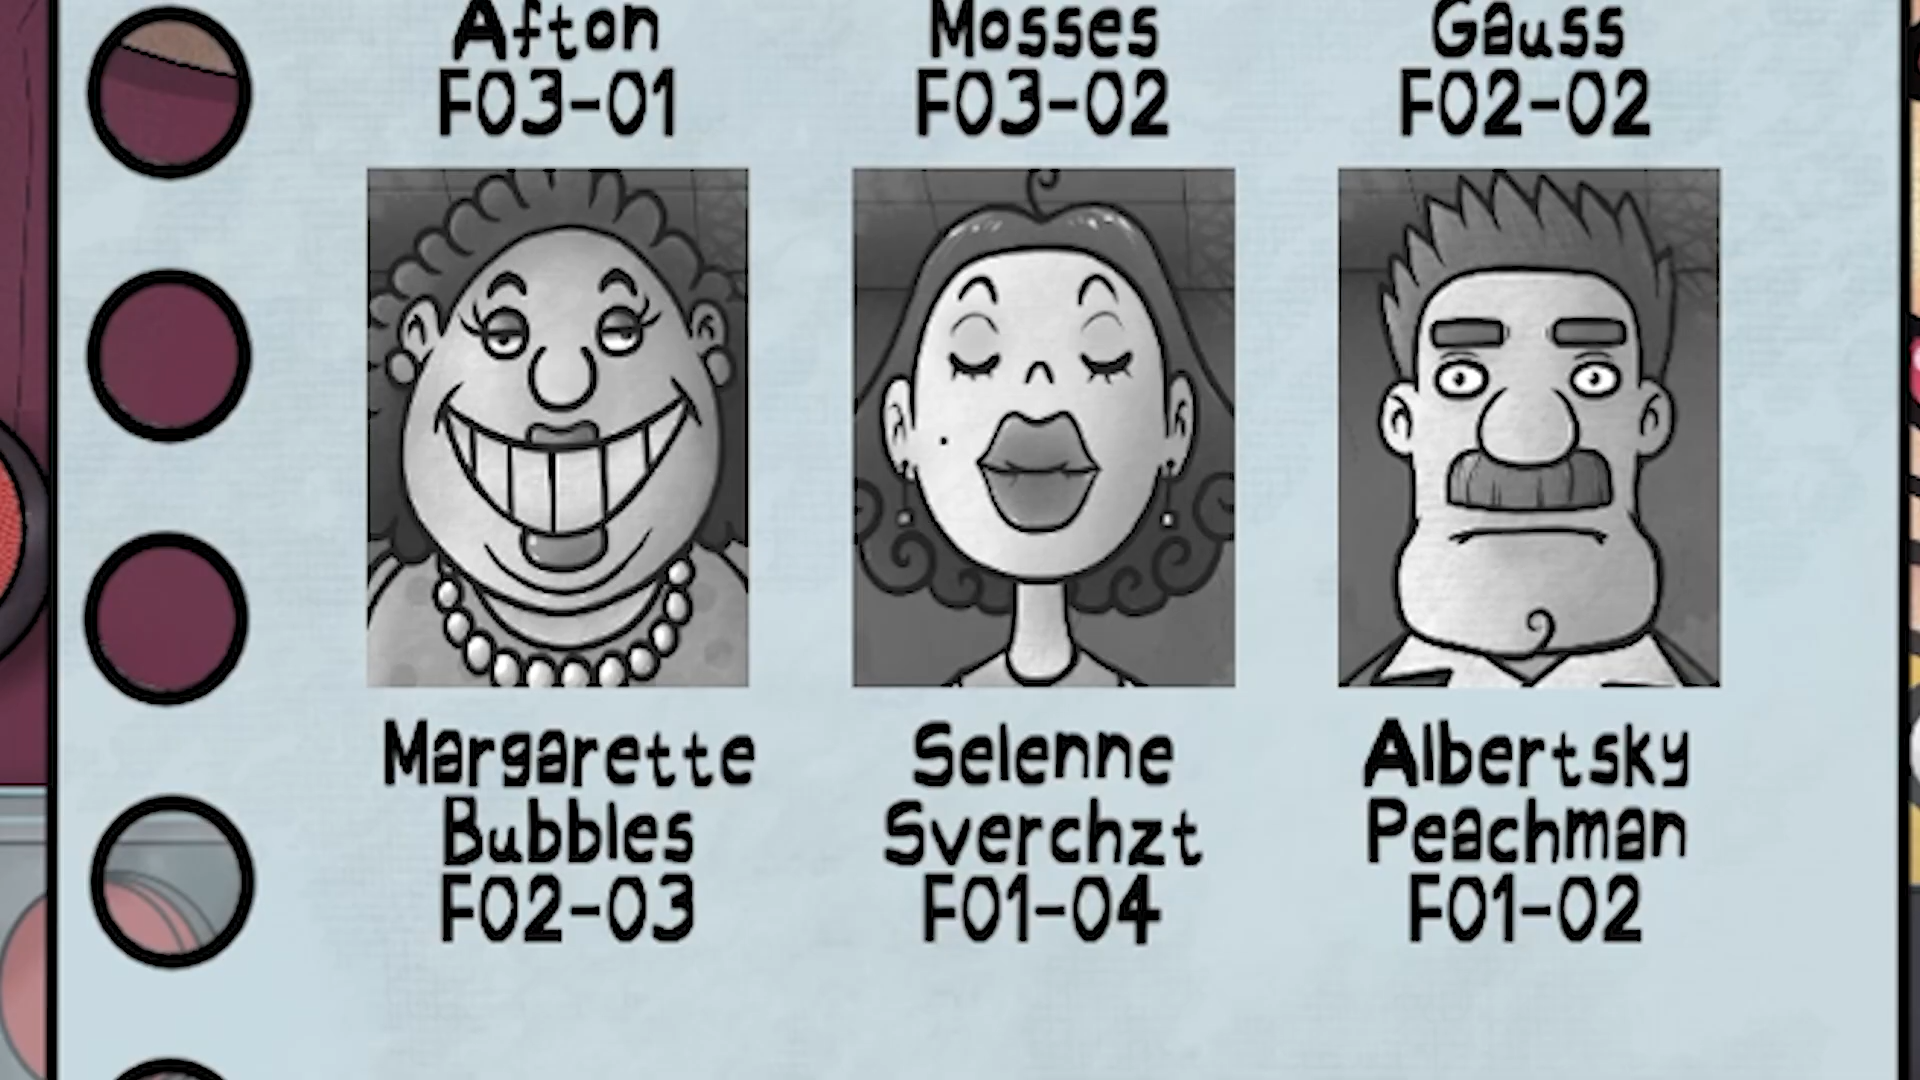 Afton Mosses Gauss
F03-01 F03-02 F02-02
Margarette Selenne Albertsky
Bubbles Sverchzt Peachman
F02-03 F01-04 F01-02